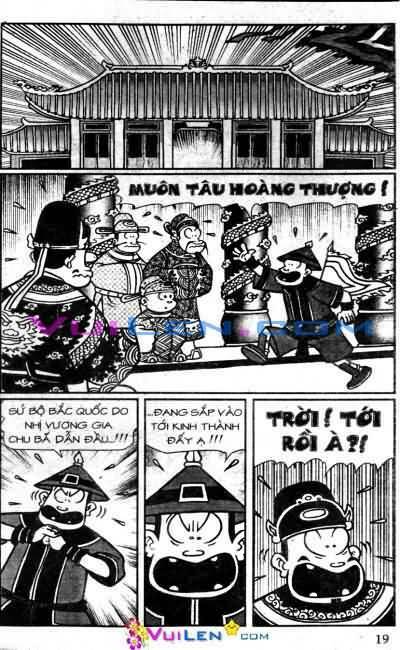 MUÔN TÂU HOÀNG THƯỢNG!
VuiLen.com
SỨ BỘ BẮC QUỐC DO
NHỊ VƯƠNG GIA
CHU BÁ DẪN ĐẦU...!!!
...ĐANG SẮP VÀO
TỚI KINH THÀNH
ĐẤY Ạ!!!
TRỜI! TỚI
RỒI À?!
19
VuiLen.com